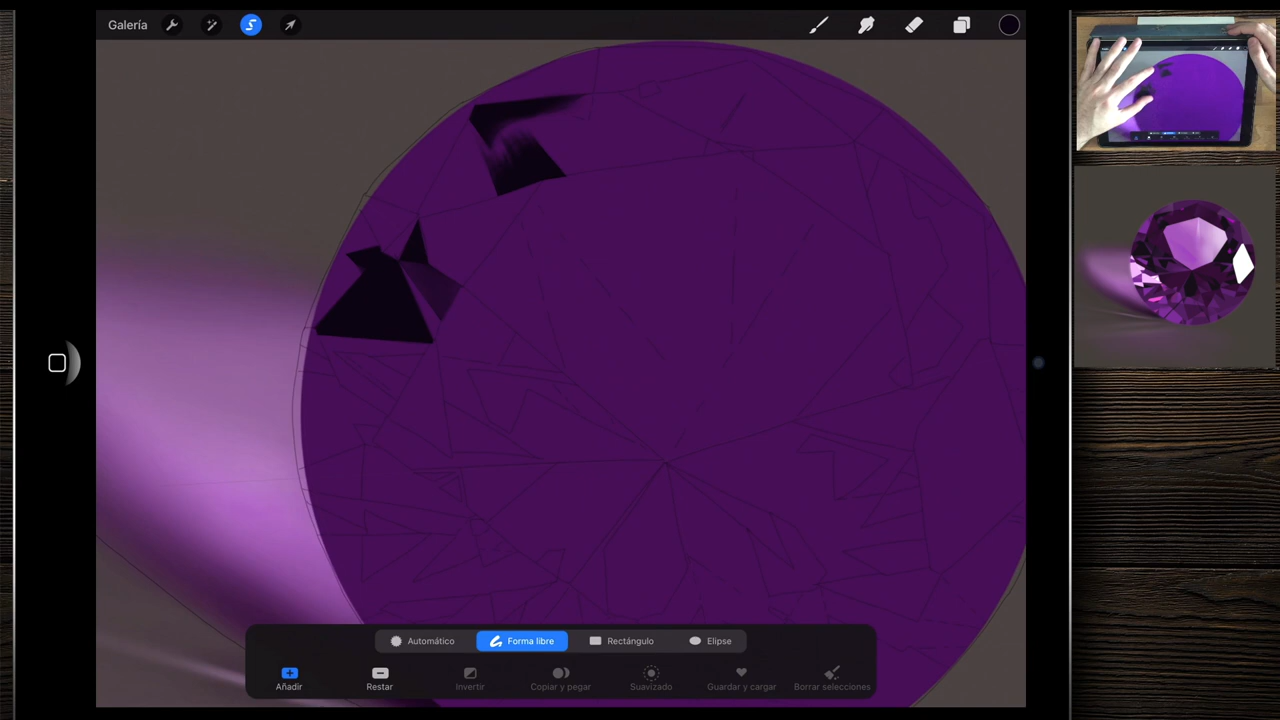 Galería
Automático Forma libre Rectángulo Elipse
Añadir Restar Invertir Copiar y pegar Suavizado Guardar y cargar Borrar selecciones